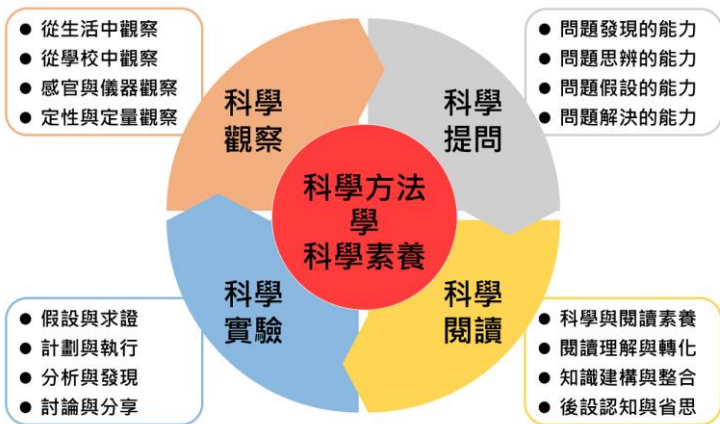 ● 從生活中觀察
● 從學校中觀察
● 感官與儀器觀察
● 定性與定量觀察
科學
觀察
科學
提問
● 問題發現的能力
● 問題思辨的能力
● 問題假設的能力
● 問題解決的能力
科學方法
學
科學素養
● 假設與求證
● 計劃與執行
● 分析與發現
● 討論與分享
科學
實驗
科學
閱讀
● 科學與閱讀素養
● 閱讀理解與轉化
● 知識建構與整合
● 後設認知與省思